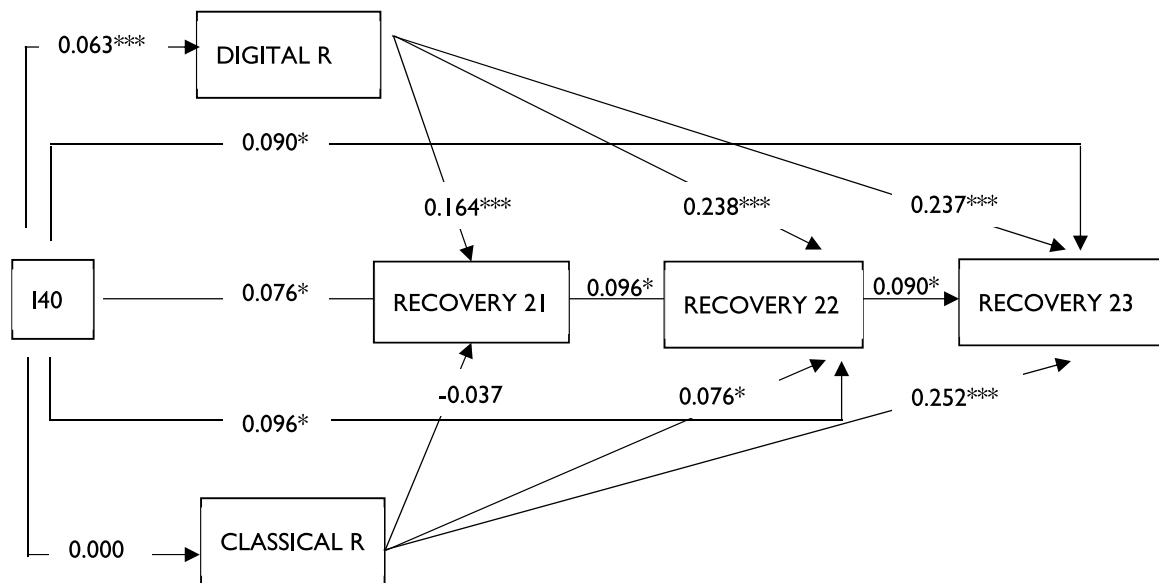 0.063***
DIGITAL R
0.090*
0.164***
0.238***
0.237***
I40
0.076*
RECOVERY 21
0.096*
RECOVERY 22
0.090*
RECOVERY 23
-0.037
0.076*
0.252***
0.096*
0.000
CLASSICAL R